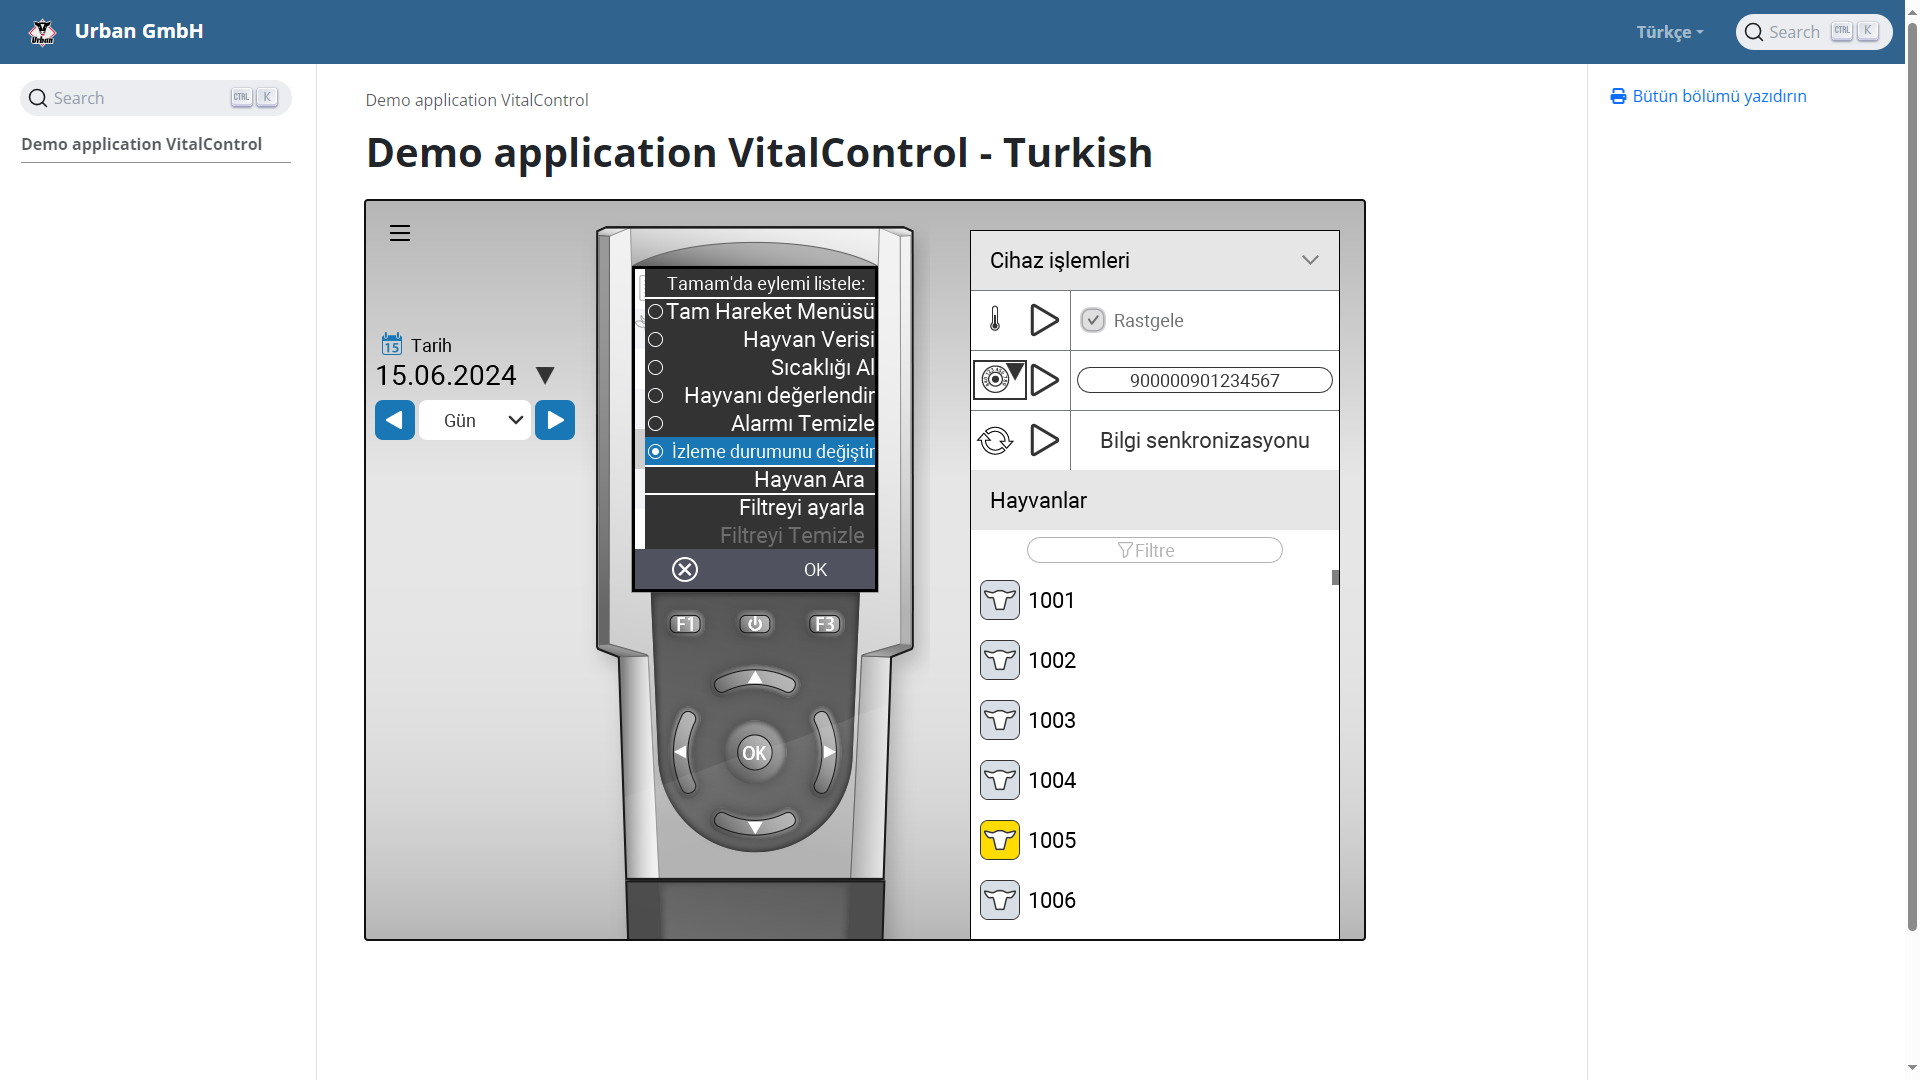 Urban GmbH
Türkçe
Search CTRL K
Search CTRL K
Demo application VitalControl
Demo application VitalControl
Demo application VitalControl - Turkish
Bütün bölümü yazıdırın
15
Tarih
15.06.2024
Gün
Tamam'da eylemi listele:
Tam Hareket Menüsü
Hayvan Verisi
Sıcaklığı Al
Hayvanı değerlendir
Alarmı Temizle
İzleme durumunu değiştir
Hayvan Ara
Filtreyi ayarla
Filtreyi Temizle
OK
F1
F3
OK
Cihaz işlemleri
Rastgele
900000901234567
Bilgi senkronizasyonu
Hayvanlar
Filtre
1001
1002
1003
1004
1005
1006